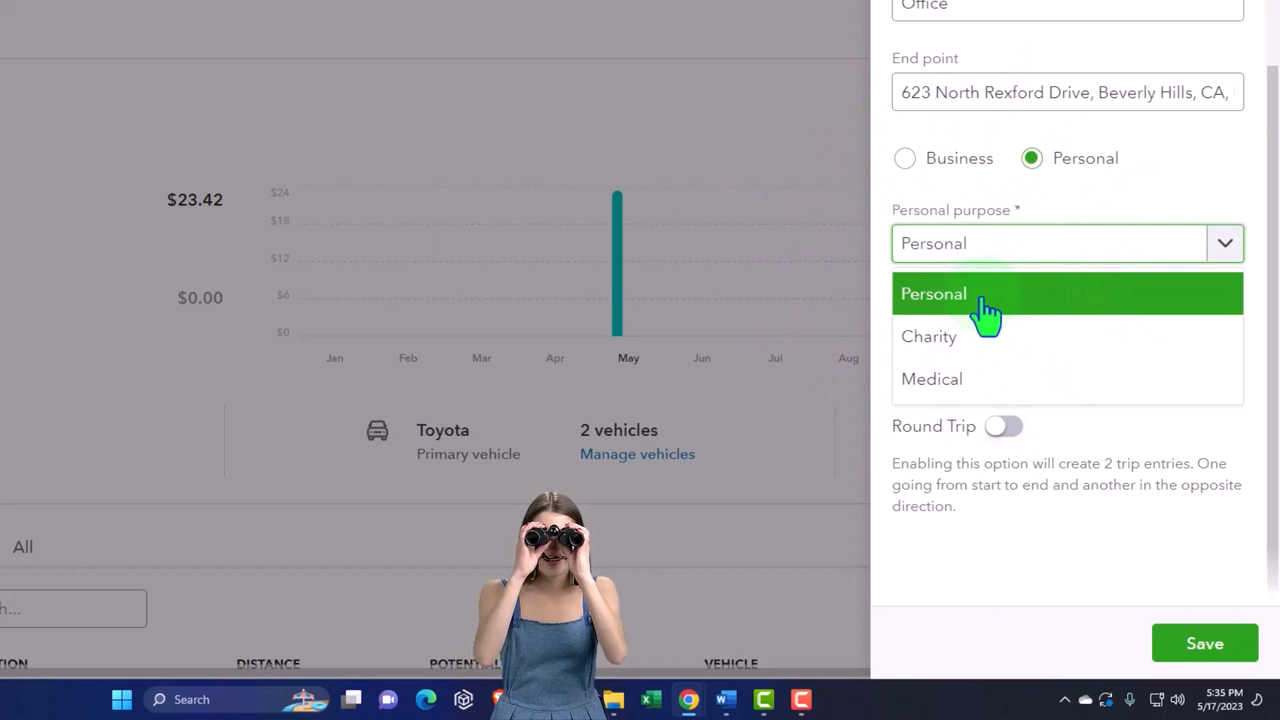 Office
End point
623 North Rexford Drive, Beverly Hills, CA,
Business
Personal
Personal purpose *
Personal
Personal
Charity
Medical
Round Trip
Enabling this option will create 2 trip entries. One
going from start to end and another in the opposite
direction.
Save
$23.42
$0.00
$24
$18
$12
$6
$0
Jan Feb Mar Apr May Jun Jul Aug
Toyota
Primary vehicle
2 vehicles
Manage vehicles
All
DISTANCE
VEHICLE
Search
5:35 PM
5/17/2023